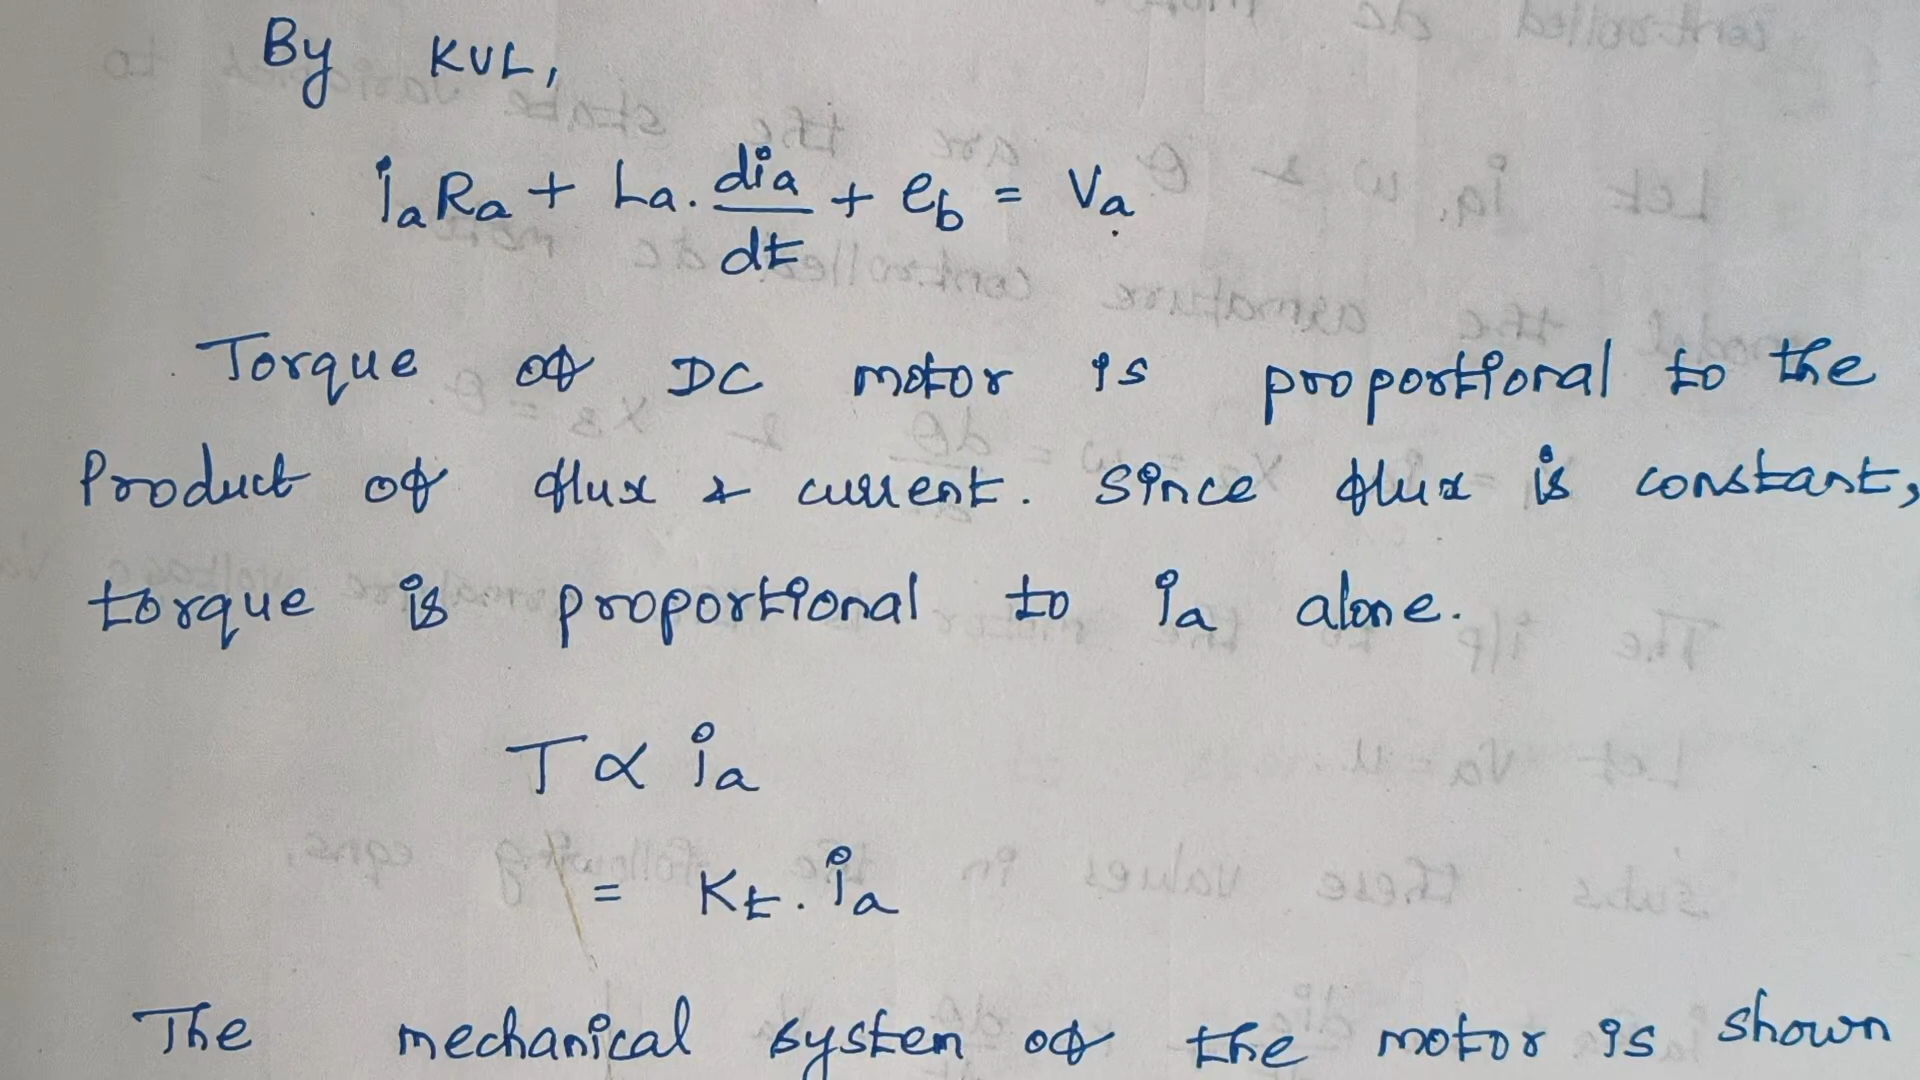 By KVL,
iaRa + La. dia/dt + eb = Va
Torque of DC motor is proportional to the
Product of flux & current. Since flux is constant,
torque is proportional to ia alone.
T ∝ ia
= Kt. ia
The mechanical system of the motor is shown